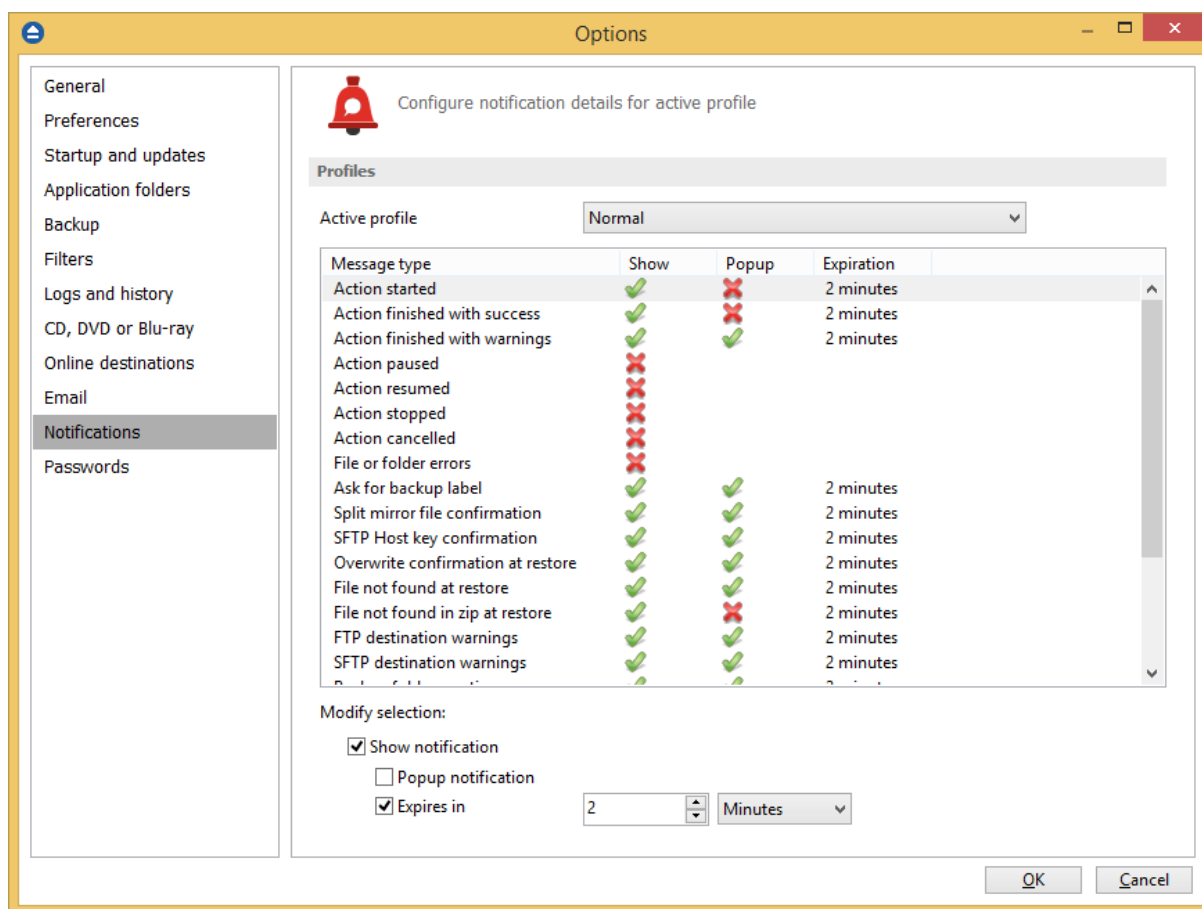 Options
General
Preferences
Startup and updates
Application folders
Backup
Filters
Logs and history
CD, DVD or Blu-ray
Online destinations
Email
Notifications
Passwords
Configure notification details for active profile
Profiles
Active profile Normal
Message type Show Popup Expiration
Action started 2 minutes
Action finished with success 2 minutes
Action finished with warnings 2 minutes
Action paused
Action resumed
Action stopped
Action cancelled
File or folder errors
Ask for backup label 2 minutes
Split mirror file confirmation 2 minutes
SFTP Host key confirmation 2 minutes
Overwrite confirmation at restore 2 minutes
File not found at restore 2 minutes
File not found in zip at restore 2 minutes
FTP destination warnings 2 minutes
SFTP destination warnings 2 minutes
Modify selection:
Show notification
Popup notification
Expires in 2 Minutes
OK Cancel